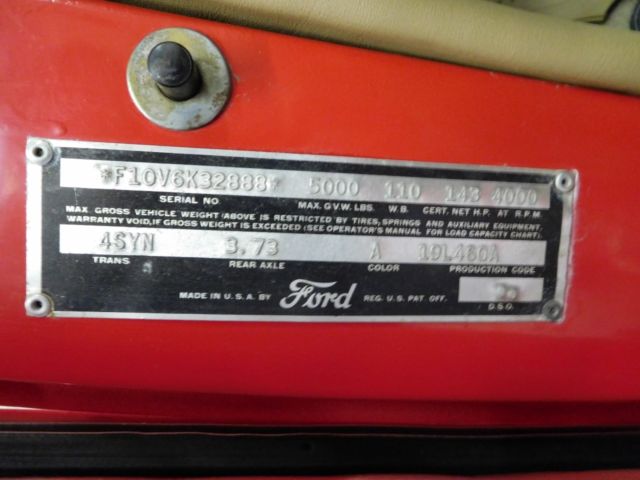 *F10V6K32888* 5000 110 143 4000
SERIAL NO. MAX. G.V.W. LBS. W.B. CERT. NET H.P. AT R.P.M.
MAX. GROSS VEHICLE WEIGHT (ABOVE IS RESTRICTED BY TIRES, SPRINGS AND AUXILIARY EQUIPMENT.
WARRANTY VOID, IF GROSS WEIGHT IS EXCEEDED (SEE OPERATOR'S MANUAL FOR LOAD CAPACITY CHART).
4SYN 3.73 A 10L460A
TRANS REAR AXLE COLOR PRODUCTION CODE
MADE IN U.S.A. BY Ford REG. U.S. PAT. OFF.
D.S.O.